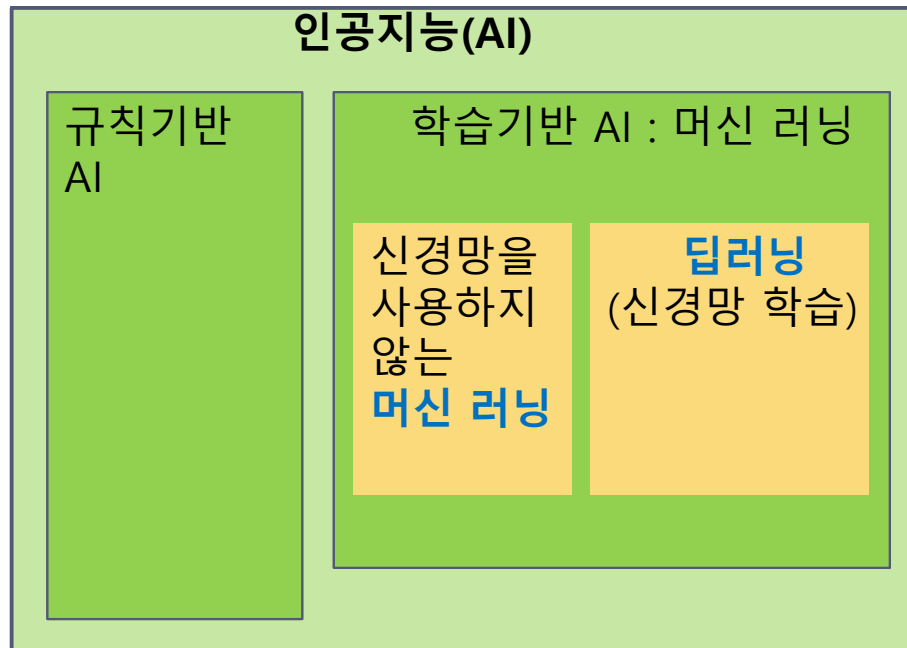 인공지능(AI)
규칙기반
AI
학습기반 AI : 머신 러닝
신경망을
사용하지
않는
머신 러닝
딥러닝
(신경망 학습)